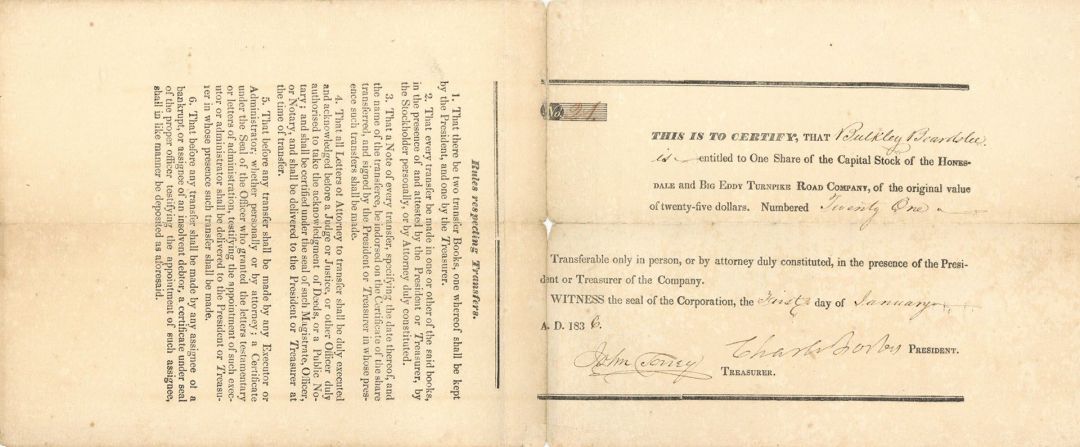 Rules respecting Transfers.
1. That there be two transfer Books, one whereof shall be kept
by the President, and one by the Treasurer.
2. That every transfer be made in one or other of the said books,
in the presence of and attested by the President or Treasurer, by
the Stockholder personally, or by Attorney duly constituted.
3. That a Note of every transfer, specifying the date thereof, and
the name of the transferee, be indorsed on the Certificate of the share
transferred, and signed by the President or Treasurer in whose pres-
ence such transfers shall be made.
4. That all Letters of Attorney to transfer shall be duly executed
and acknowledged before a Judge or Justice, or other Officer duly
authorised to take the acknowledgment of Deeds, or a Public No-
tary; and shall be certified under the seal of such Magistrate, Officer,
or Notary, and shall be delivered to the President or Treasurer at
the time of transfer.
5. That before any transfer shall be made by any Executor or
Administrator, whether personally or by attorney; a Certificate
under the Seal of the Officer who granted the letters testamentary
or letters of administration, testifying the appointment of such exec-
utor or administrator shall be delivered to the President or Treasu-
rer in whose presence such transfer shall be made.
6. That before any transfer shall be made by any assignee of a
bankrupt, or assignee of an insolvent debtor, a certificate under seal
of the proper officer testifying the appointment of such assignee,
shall in like manner be deposited as aforesaid.
No. 21
THIS IS TO CERTIFY, THAT Bulkley Beardslee
is entitled to One Share of the Capital Stock of the HONES-
DALE and BIG EDDY TURNPIKE ROAD COMPANY, of the original value
of twenty-five dollars. Numbered Twenty One
Transferable only in person, or by attorney duly constituted, in the presence of the Presi-
dent or Treasurer of the Company.
WITNESS the seal of the Corporation, the First day of January
A. D. 1836.
Charles Forbes PRESIDENT.
John Torrey TREASURER.